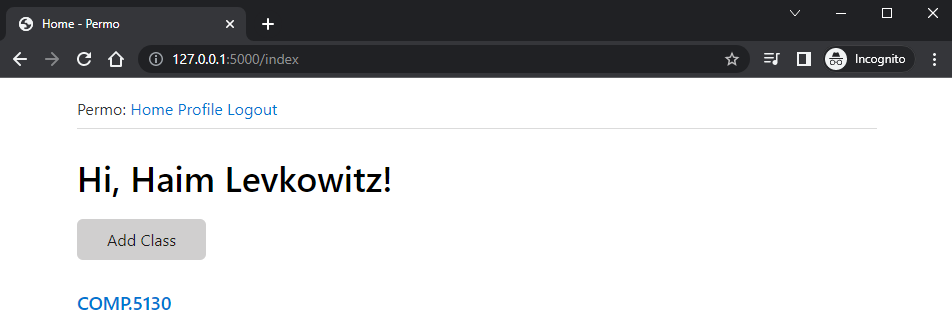 Home - Permo
127.0.0.1:5000/index
Incognito
Permo: Home Profile Logout
Hi, Haim Levkowitz!
Add Class
COMP.5130